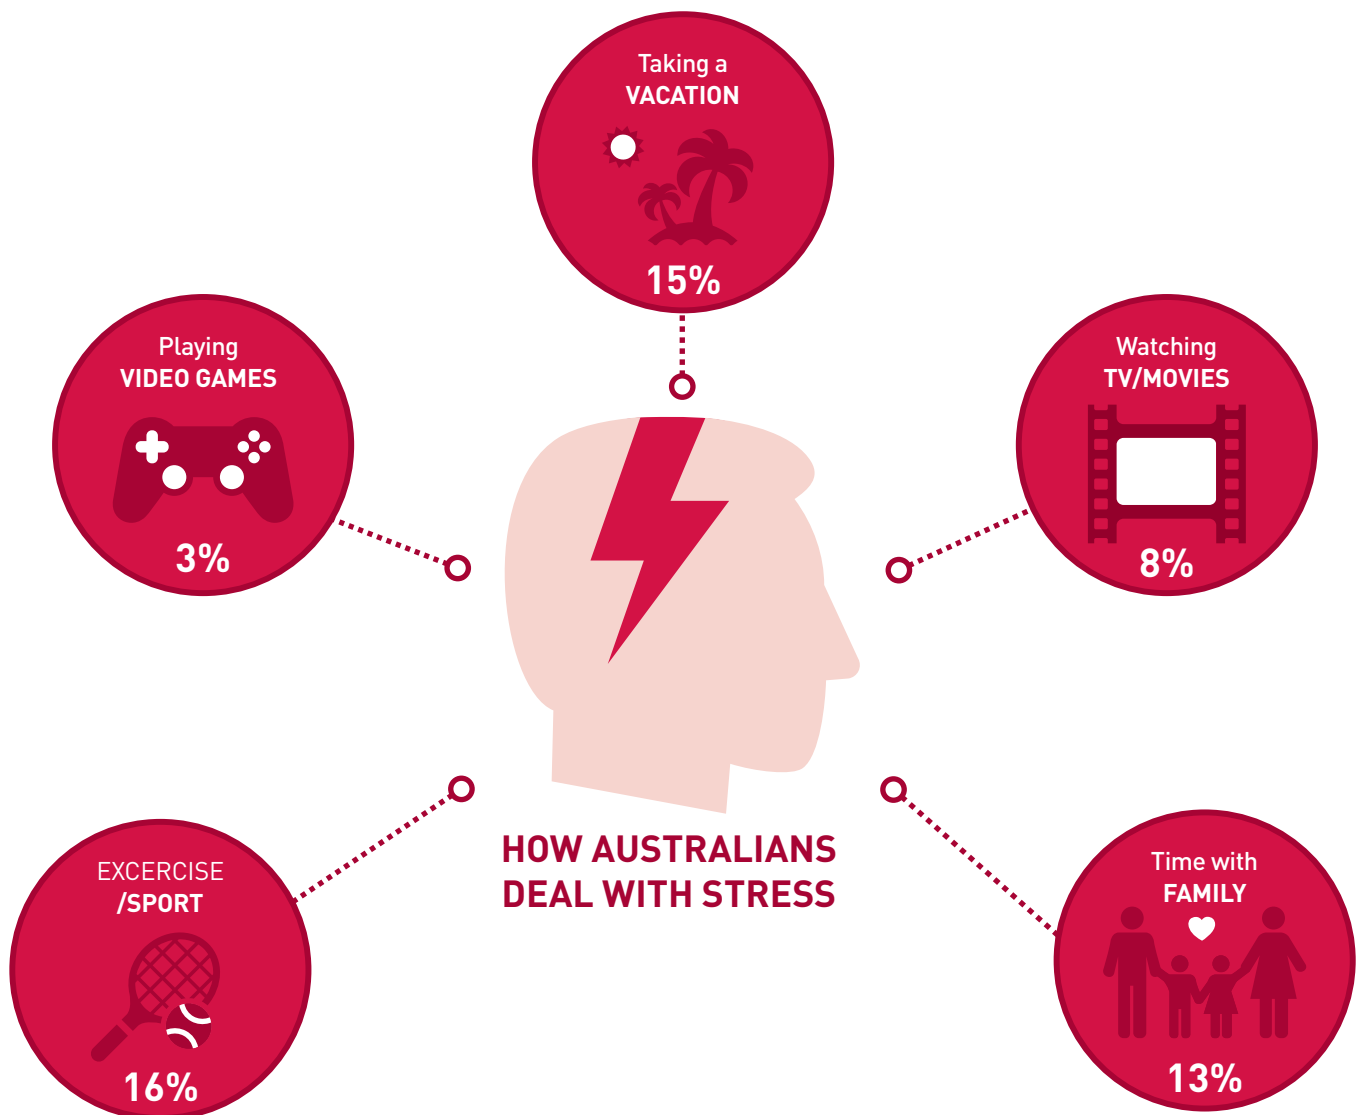 Taking a
VACATION
15%
Playing
VIDEO GAMES
3%
Watching
TV/MOVIES
8%
HOW AUSTRALIANS
DEAL WITH STRESS
EXCERCISE
/SPORT
16%
Time with
FAMILY
13%